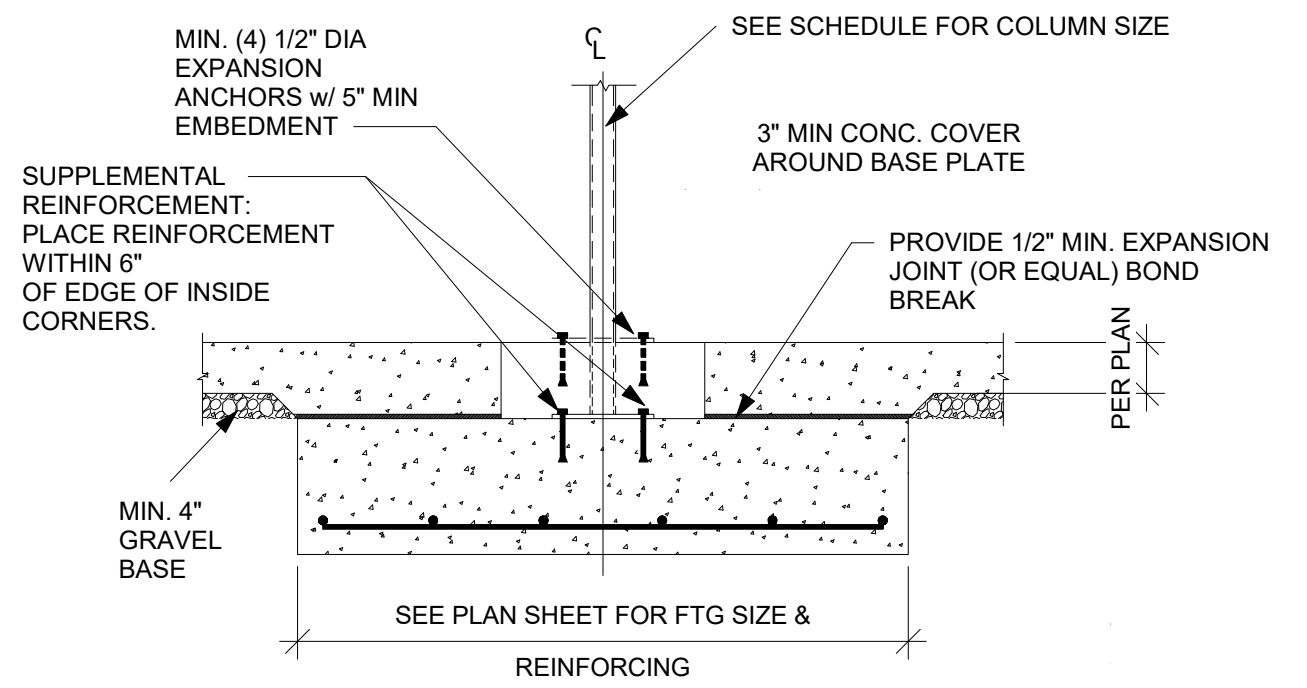 MIN. (4) 1/2" DIA
EXPANSION
ANCHORS w/ 5" MIN
EMBEDMENT
℄
SEE SCHEDULE FOR COLUMN SIZE
3" MIN CONC. COVER
AROUND BASE PLATE
SUPPLEMENTAL
REINFORCEMENT:
PLACE REINFORCEMENT
WITHIN 6"
OF EDGE OF INSIDE
CORNERS.
PROVIDE 1/2" MIN. EXPANSION
JOINT (OR EQUAL) BOND
BREAK
PER PLAN
MIN. 4"
GRAVEL
BASE
SEE PLAN SHEET FOR FTG SIZE &
REINFORCING